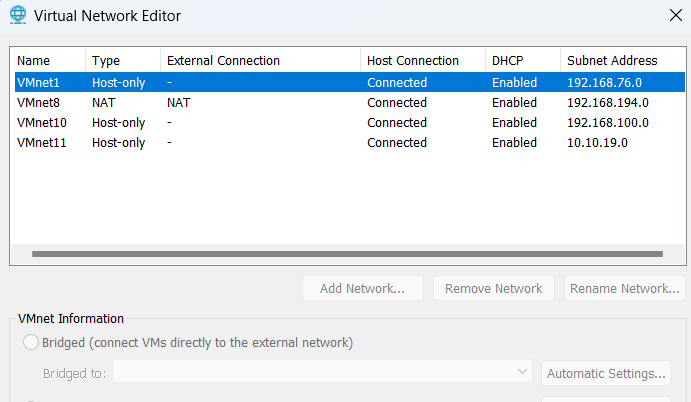 Virtual Network Editor
Name Type External Connection Host Connection DHCP Subnet Address
VMnet1 Host-only - Connected Enabled 192.168.76.0
VMnet8 NAT NAT Connected Enabled 192.168.194.0
VMnet10 Host-only - Connected Enabled 192.168.100.0
VMnet11 Host-only - Connected Enabled 10.10.19.0
Add Network... Remove Network Rename Network...
VMnet Information
Bridged (connect VMs directly to the external network)
Bridged to: Automatic Settings...